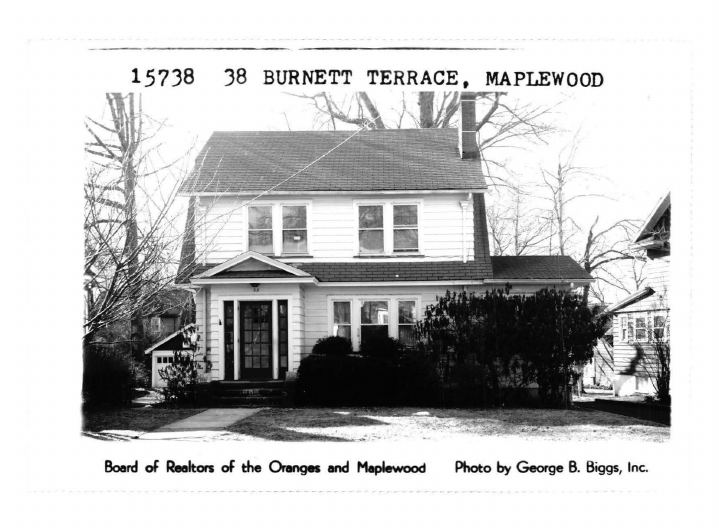 15738 38 BURNETT TERRACE, MAPLEWOOD
Board of Realtors of the Oranges and Maplewood Photo by George B. Biggs, Inc.